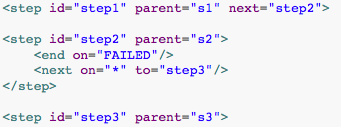 <step id="step1" parent="s1" next="step2">
<step id="step2" parent="s2">
<end on="FAILED"/>
<next on="*" to="step3"/>
</step>
<step id="step3" parent="s3">